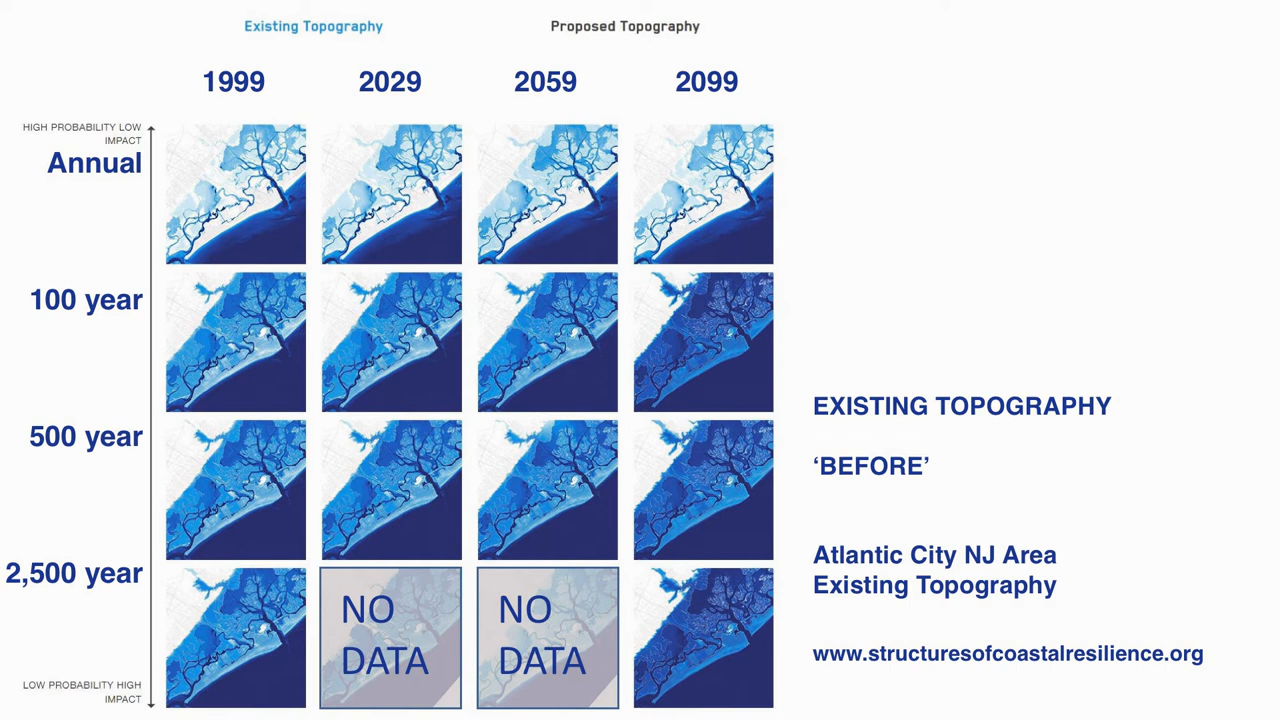 Existing Topography
Proposed Topography
1999
2029
2059
2099
HIGH PROBABILITY LOW
IMPACT
Annual
100 year
500 year
2,500 year
LOW PROBABILITY HIGH
IMPACT
NO
DATA
NO
DATA
EXISTING TOPOGRAPHY
‘BEFORE’
Atlantic City NJ Area
Existing Topography
www.structuresofcoastalresilience.org